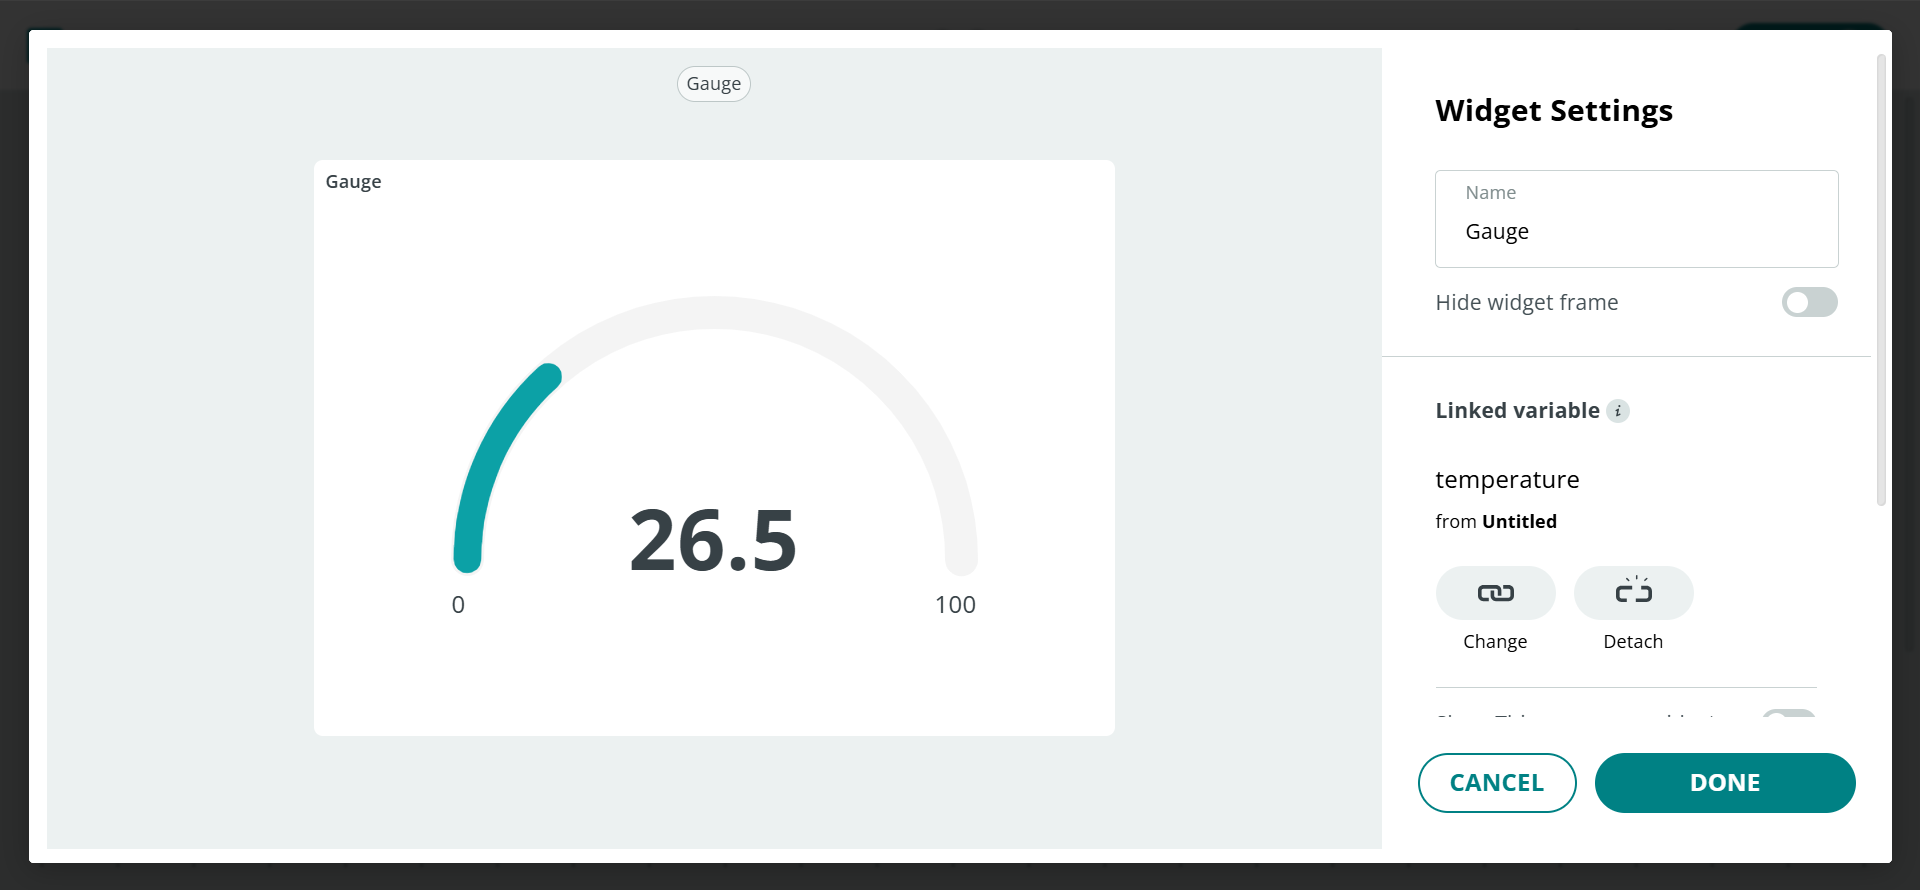 Gauge
Gauge
26.5
0
100
Widget Settings
Name
Gauge
Hide widget frame
Linked variable i
temperature
from Untitled
Change
Detach
CANCEL
DONE